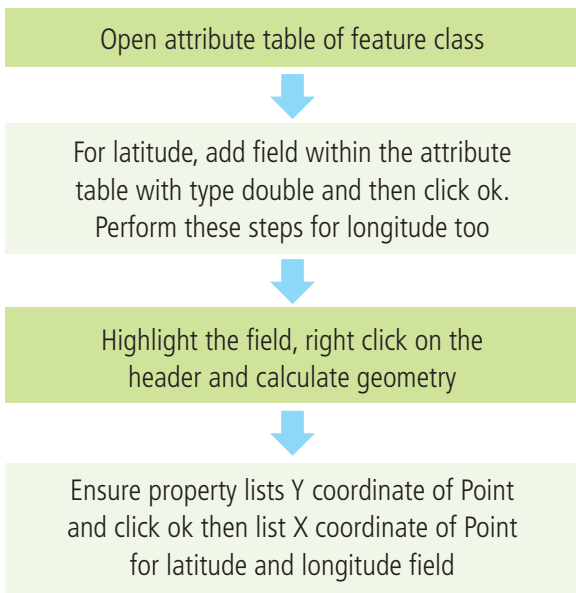 Open attribute table of feature class
For latitude, add field within the attribute
table with type double and then click ok.
Perform these steps for longitude too
Highlight the field, right click on the
header and calculate geometry
Ensure property lists Y coordinate of Point
and click ok then list X coordinate of Point
for latitude and longitude field